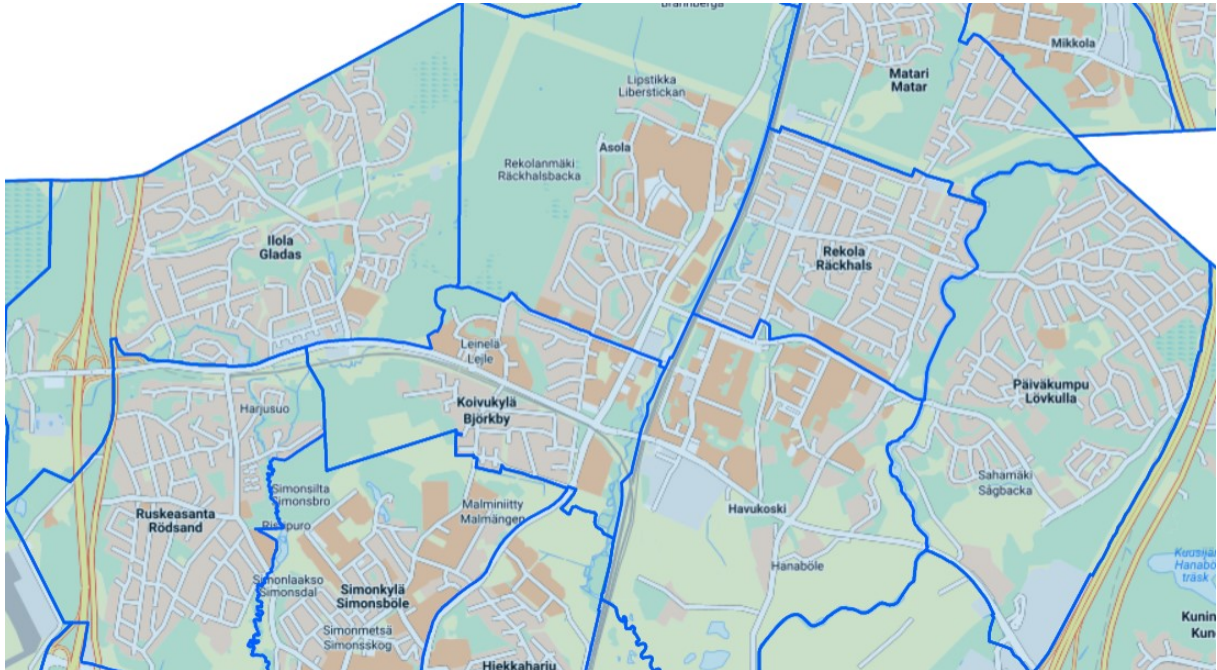 Brännberga
Mikkola
Matari
Matar
Lipstikka
Liberstickan
Asola
Rekolanmäki
Räckhalsbacka
Ilola
Gladas
Rekola
Räckhals
Leinelä
Lejle
Päiväkumpu
Lövkulla
Koivukylä
Björkby
Harjusuo
Sahamäki
Sågbacka
Simonsilta
Simonsbro
Malminiitty
Malmängen
Ruskeasanta
Rödsand
Havukoski
Hanaböle
Simonlaakso
Simonsdal
Simonkylä
Simonsböle
Simonmetsä
Simonsskog
träsk
Hiekkaharju